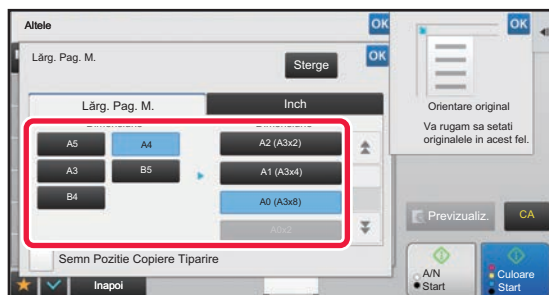 Altele
OK
Lărg. Pag. M.
Sterge
OK
Lărg. Pag. M.
Inch
A5
A4
A3
B5
B4
A2 (A3x2)
A1 (A3x4)
A0 (A3x8)
A0x2
Semn Pozitie Copiere Tiparire
Inapoi
OK
Orientare original
Va rugam sa setati
originalele in acest fel.
Previzualiz.
CA
A/N
Start
Culoare
Start